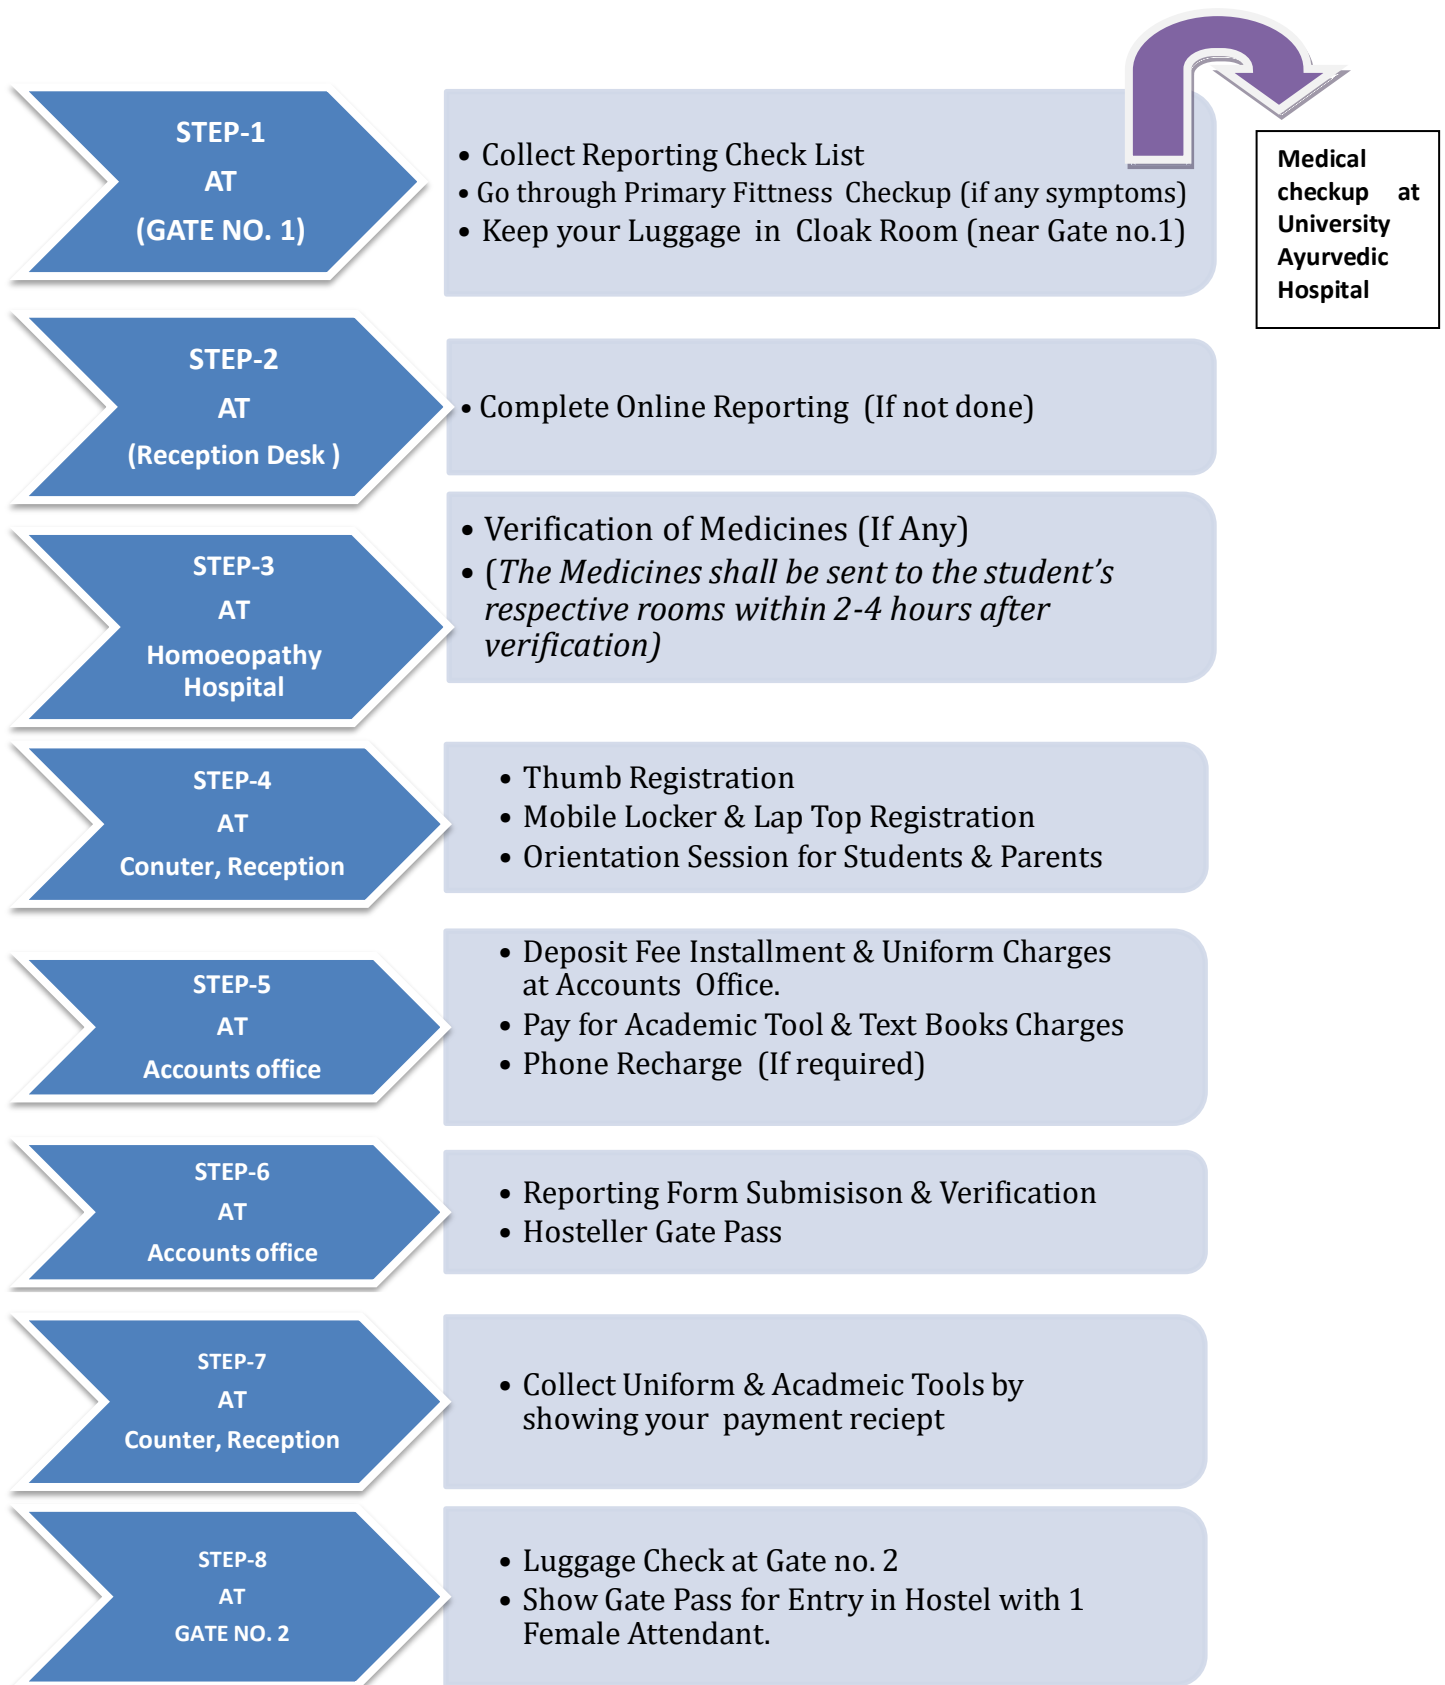 STEP-1
AT
(GATE NO. 1)
• Collect Reporting Check List
• Go through Primary Fittness Checkup (if any symptoms)
• Keep your Luggage in Cloak Room (near Gate no.1)
Medical
checkup at
University
Ayurvedic
Hospital
STEP-2
AT
(Reception Desk )
• Complete Online Reporting (If not done)
STEP-3
AT
Homoeopathy
Hospital
• Verification of Medicines (If Any)
• (The Medicines shall be sent to the student’s
respective rooms within 2-4 hours after
verification)
STEP-4
AT
Conuter, Reception
• Thumb Registration
• Mobile Locker & Lap Top Registration
• Orientation Session for Students & Parents
STEP-5
AT
Accounts office
• Deposit Fee Installment & Uniform Charges
at Accounts Office.
• Pay for Academic Tool & Text Books Charges
• Phone Recharge (If required)
STEP-6
AT
Accounts office
• Reporting Form Submisison & Verification
• Hosteller Gate Pass
STEP-7
AT
Counter, Reception
• Collect Uniform & Acadmeic Tools by
showing your payment reciept
STEP-8
AT
GATE NO. 2
• Luggage Check at Gate no. 2
• Show Gate Pass for Entry in Hostel with 1
Female Attendant.